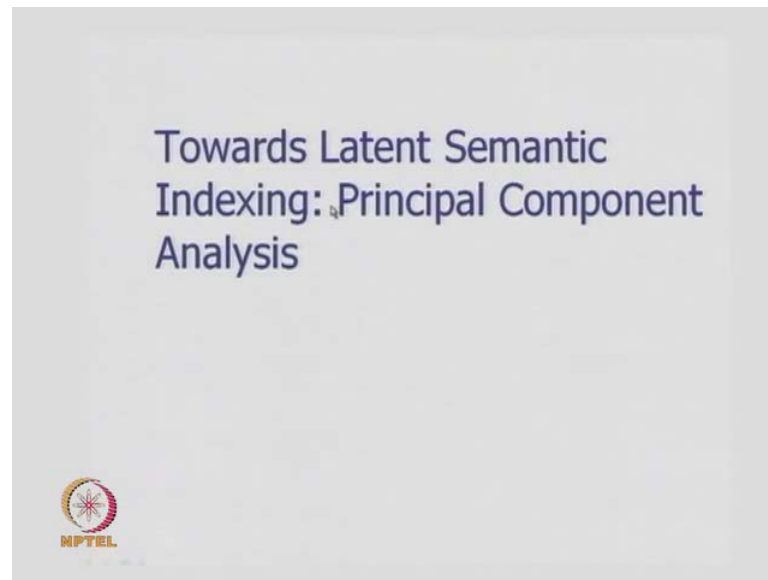 Towards Latent Semantic
Indexing: Principal Component
Analysis
NPTEL